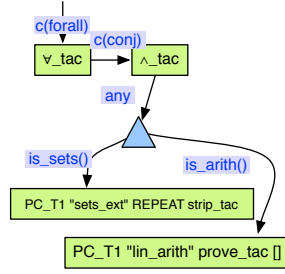 c(forall)
c(conj)
∀_tac
∧_tac
any
is_sets()
is_arith()
PC_T1 "sets_ext" REPEAT strip_tac
PC_T1 "lin_arith" prove_tac []